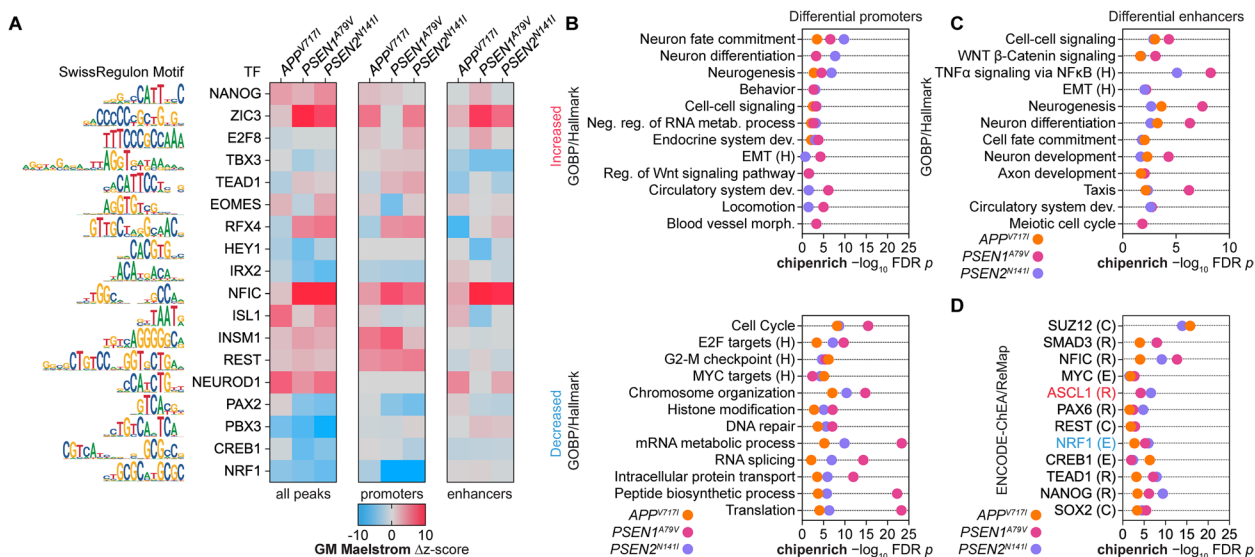 A
SwissRegulon Motif
TF
APPV717I
PSEN1A79V
PSEN2N141I
APPV717I
PSEN1A79V
PSEN2N141I
APPV717I
PSEN1A79V
PSEN2N141I
NANOG
ZIC3
E2F8
TBX3
TEAD1
EOMES
RFX4
HEY1
IRX2
NFIC
ISL1
INSM1
REST
NEUROD1
PAX2
PBX3
CREB1
NRF1
all peaks
promoters
enhancers
-10
0
10
GM Maelstrom Δz-score
B
Differential promoters
Increased
GOBP/Hallmark
Neuron fate commitment
Neuron differentiation
Neurogenesis
Behavior
Cell-cell signaling
Neg. reg. of RNA metab. process
Endocrine system dev.
EMT (H)
Reg. of Wnt signaling pathway
Circulatory system dev.
Locomotion
Blood vessel morph.
0 5 10 15 20 25
chipenrich −log10 FDR p
Decreased
GOBP/Hallmark
Cell Cycle
E2F targets (H)
G2-M checkpoint (H)
MYC targets (H)
Chromosome organization
Histone modification
DNA repair
mRNA metabolic process
RNA splicing
Intracellular protein transport
Peptide biosynthetic process
Translation
APPV717I
PSEN1A79V
PSEN2N141I
0 5 10 15 20 25
chipenrich −log10 FDR p
C
Differential enhancers
GOBP/Hallmark
Cell-cell signaling
WNT β-Catenin signaling
TNFα signaling via NFκB (H)
EMT (H)
Neurogenesis
Neuron differentiation
Cell fate commitment
Neuron development
Axon development
Taxis
Circulatory system dev.
Meiotic cell cycle
APPV717I
PSEN1A79V
PSEN2N141I
0 5 10
chipenrich −log10 FDR p
D
ENCODE-ChEA/ReMap
SUZ12 (C)
SMAD3 (R)
NFIC (R)
MYC (E)
ASCL1 (R)
PAX6 (R)
REST (C)
NRF1 (E)
CREB1 (E)
TEAD1 (R)
NANOG (R)
SOX2 (C)
APPV717I
PSEN1A79V
PSEN2N141I
0 5 10 15 20 25
chipenrich −log10 FDR p